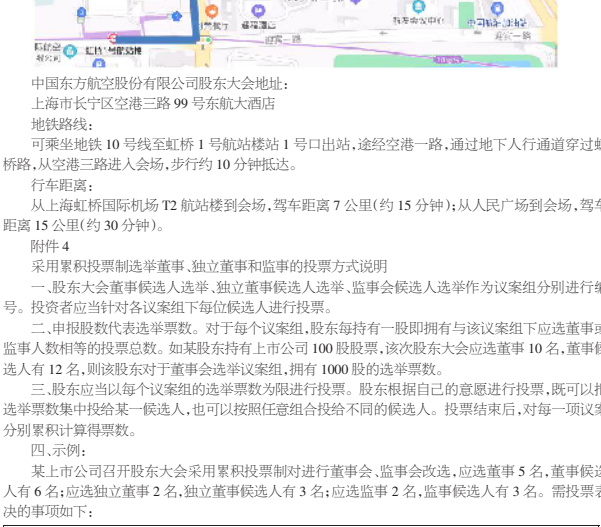 虹桥1号航站楼
迎宾一路
中国东方航空股份有限公司股东大会地址：
上海市长宁区空港三路 99 号东航大酒店
地铁路线：
可乘坐地铁 10 号线至虹桥 1 号航站楼站 1 号口出站，途经空港一路，通过地下人行通道穿过虹
桥路，从空港三路进入会场，步行约 10 分钟抵达。
行车距离：
从上海虹桥国际机场 T2 航站楼到会场，驾车距离 7 公里（约 15 分钟）；从人民广场到会场，驾车
距离 15 公里（约 30 分钟）。
附件 4
采用累积投票制选举董事、独立董事和监事的投票方式说明
一、股东大会董事候选人选举、独立董事候选人选举、监事会候选人选举作为议案组分别进行编
号。投资者应当针对各议案组下每位候选人进行投票。
二、申报股数代表选举票数。对于每个议案组，股东每持有一股即拥有与该议案组下应选董事或
监事人数相等的投票总数。如某股东持有上市公司 100 股股票，该次股东大会应选董事 10 名，董事候
选人有 12 名，则该股东对于董事会选举议案组，拥有 1000 股的选举票数。
三、股东应当以每个议案组的选举票数为限进行投票。股东根据自己的意愿进行投票，既可以把
选举票数集中投给某一候选人，也可以按照任意组合投给不同的候选人。投票结束后，对每一项议案
分别累积计算得票数。
四、示例：
某上市公司召开股东大会采用累积投票制对进行董事会、监事会改选，应选董事 5 名，董事候选
人有 6 名；应选独立董事 2 名，独立董事候选人有 3 名；应选监事 2 名，监事候选人有 3 名。需投票表
决的事项如下：